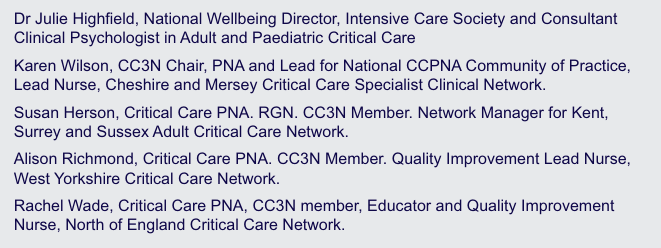 Dr Julie Highfield, National Wellbeing Director, Intensive Care Society and Consultant
Clinical Psychologist in Adult and Paediatric Critical Care
Karen Wilson, CC3N Chair, PNA and Lead for National CCPNA Community of Practice,
Lead Nurse, Cheshire and Mersey Critical Care Specialist Clinical Network.
Susan Herson, Critical Care PNA. RGN. CC3N Member. Network Manager for Kent,
Surrey and Sussex Adult Critical Care Network.
Alison Richmond, Critical Care PNA. CC3N Member. Quality Improvement Lead Nurse,
West Yorkshire Critical Care Network.
Rachel Wade, Critical Care PNA, CC3N member, Educator and Quality Improvement
Nurse, North of England Critical Care Network.